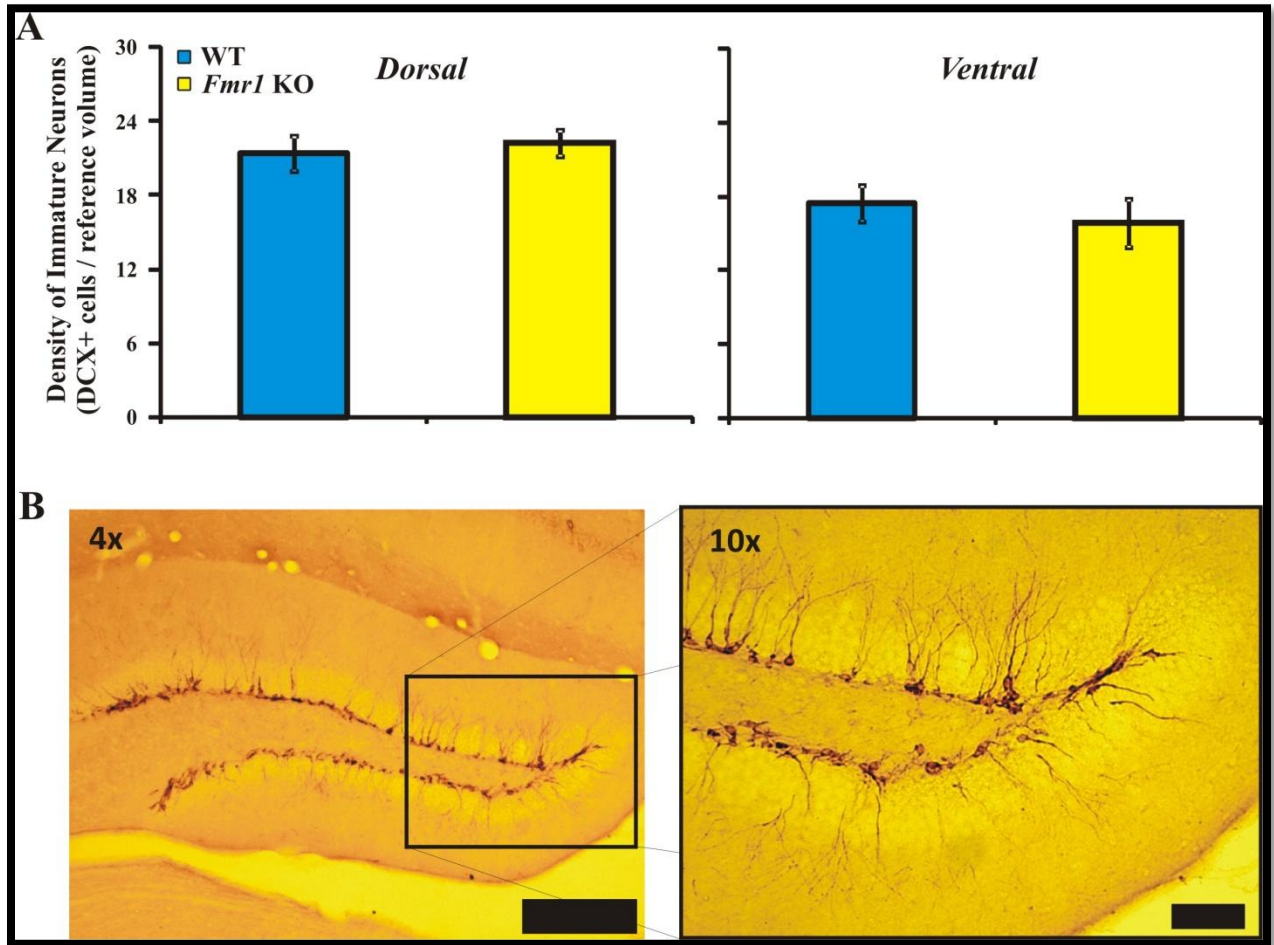 A
Density of Immature Neurons
(DCX+ cells / reference volume)
30
24
18
12
6
0
WT
Fmr1 KO
Dorsal
Ventral
B
4x
10x